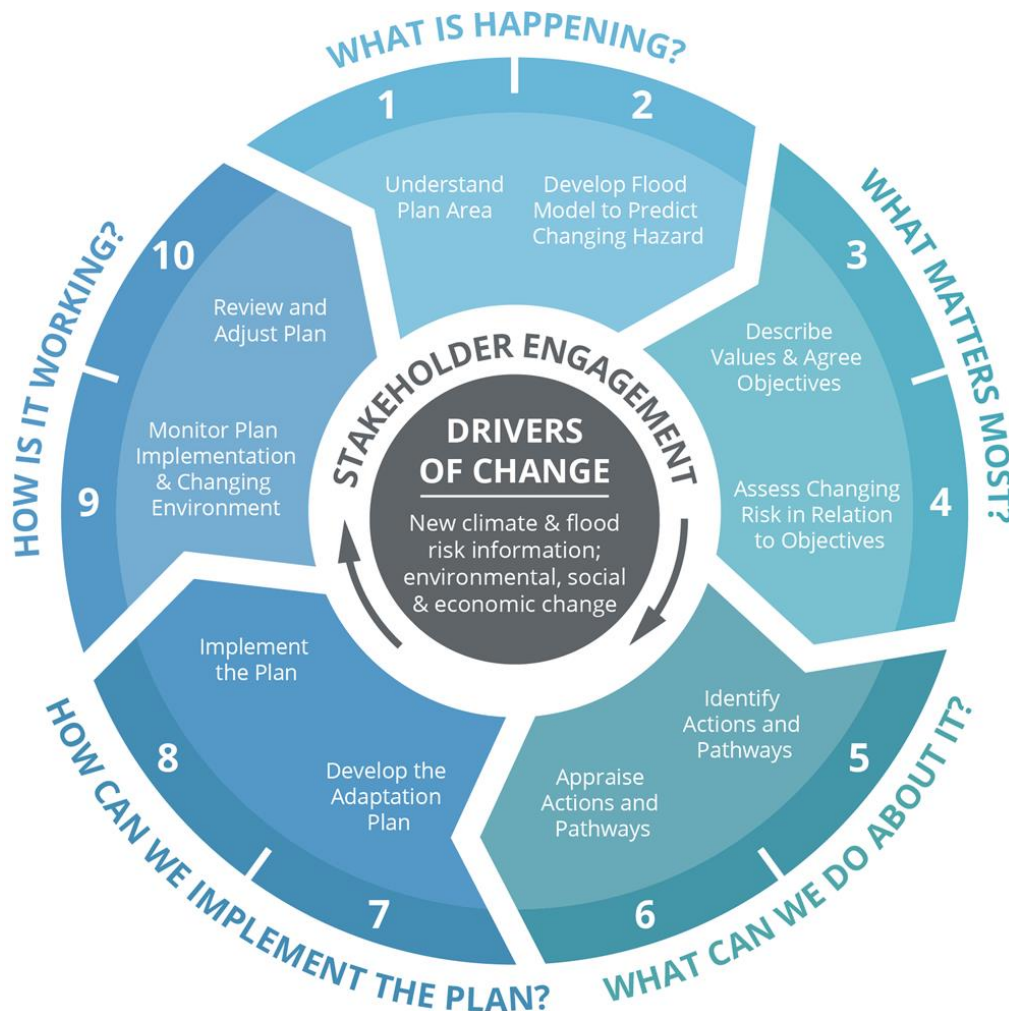 WHAT IS HAPPENING?
1
Understand
Plan Area
2
Develop Flood
Model to Predict
Changing Hazard
WHAT MATTERS MOST?
3
Describe
Values & Agree
Objectives
4
Assess Changing
Risk in Relation
to Objectives
WHAT CAN WE DO ABOUT IT?
5
Identify
Actions and
Pathways
6
Appraise
Actions and
Pathways
HOW CAN WE IMPLEMENT THE PLAN?
7
Develop the
Adaptation
Plan
8
Implement
the Plan
HOW IS IT WORKING?
9
Monitor Plan
Implementation
& Changing
Environment
10
Review and
Adjust Plan
STAKEHOLDER ENGAGEMENT
DRIVERS
OF CHANGE
New climate & flood
risk information;
environmental, social
& economic change